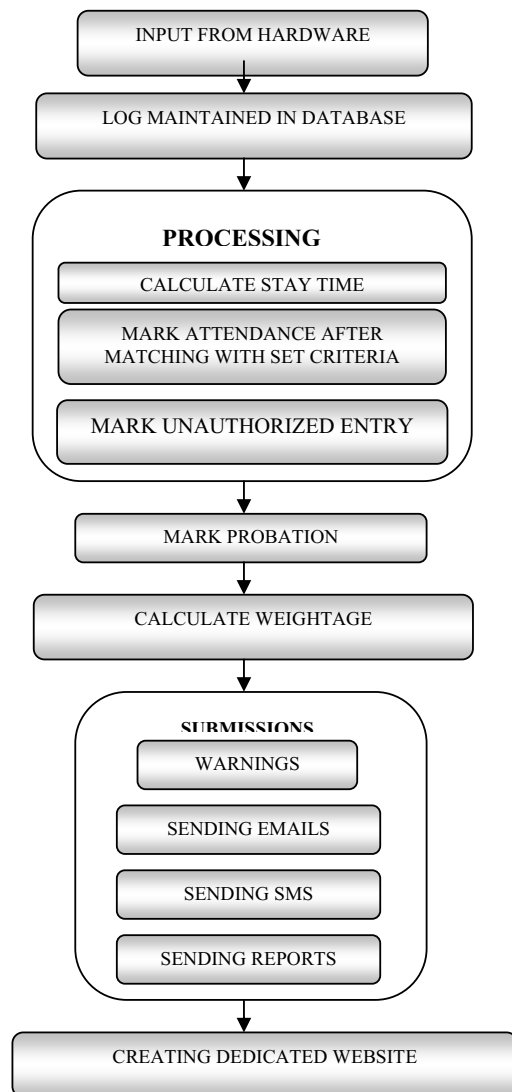 INPUT FROM HARDWARE
LOG MAINTAINED IN DATABASE
PROCESSING
CALCULATE STAY TIME
MARK ATTENDANCE AFTER
MATCHING WITH SET CRITERIA
MARK UNAUTHORIZED ENTRY
MARK PROBATION
CALCULATE WEIGHTAGE
SUBMISSIONS
WARNINGS
SENDING EMAILS
SENDING SMS
SENDING REPORTS
CREATING DEDICATED WEBSITE